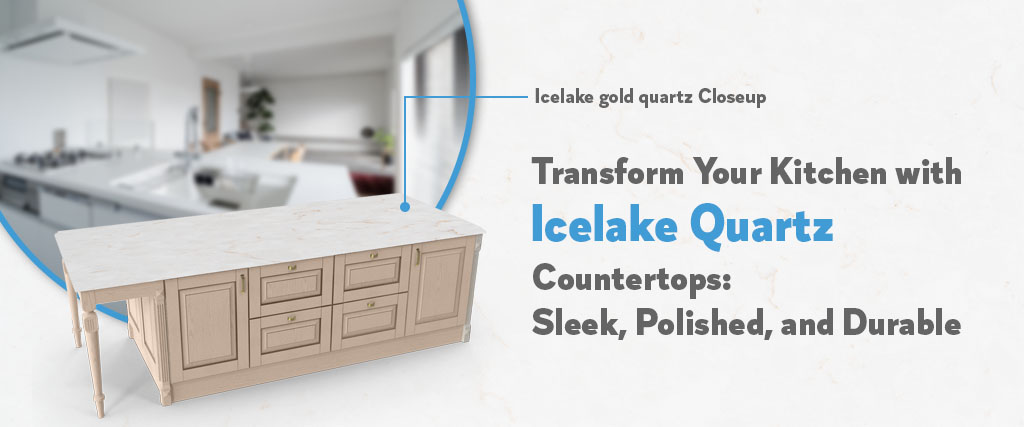 Icelake gold quartz Closeup
Transform Your Kitchen with
Icelake Quartz
Countertops:
Sleek, Polished, and Durable